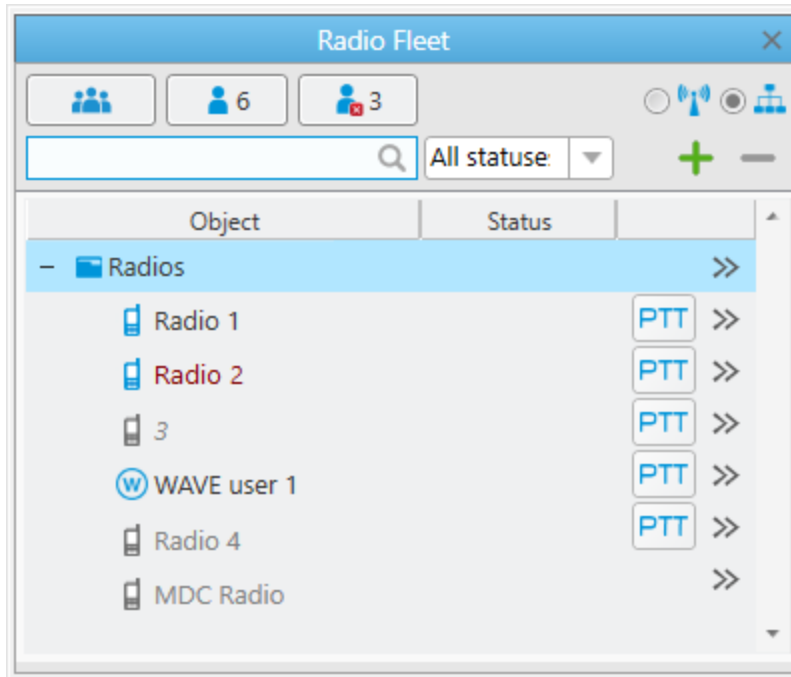 Radio Fleet
6 3
All statuse:
Object Status
Radios
Radio 1 PTT
Radio 2 PTT
3 PTT
W WAVE user 1 PTT
Radio 4 PTT
MDC Radio